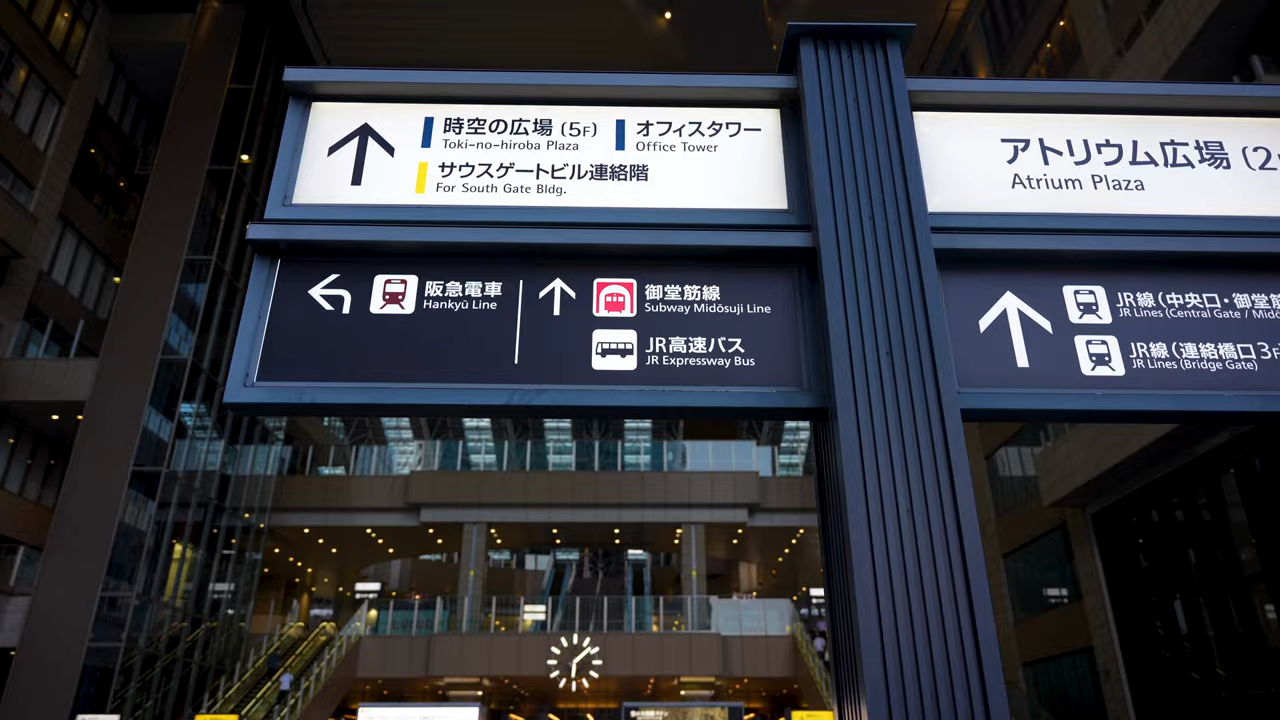 時空の広場 (5F)
Toki-no-hiroba Plaza
オフィスタワー
Office Tower
サウスゲートビル連絡階
For South Gate Bldg.
阪急電車
Hankyū Line
御堂筋線
Subway Midōsuji Line
JR高速バス
JR Expressway Bus
アトリウム広場 (2
Atrium Plaza
JR線 (中央口・御堂筋
JR Lines (Central Gate / Midō
JR線 (連絡橋口 3F
JR Lines (Bridge Gate)